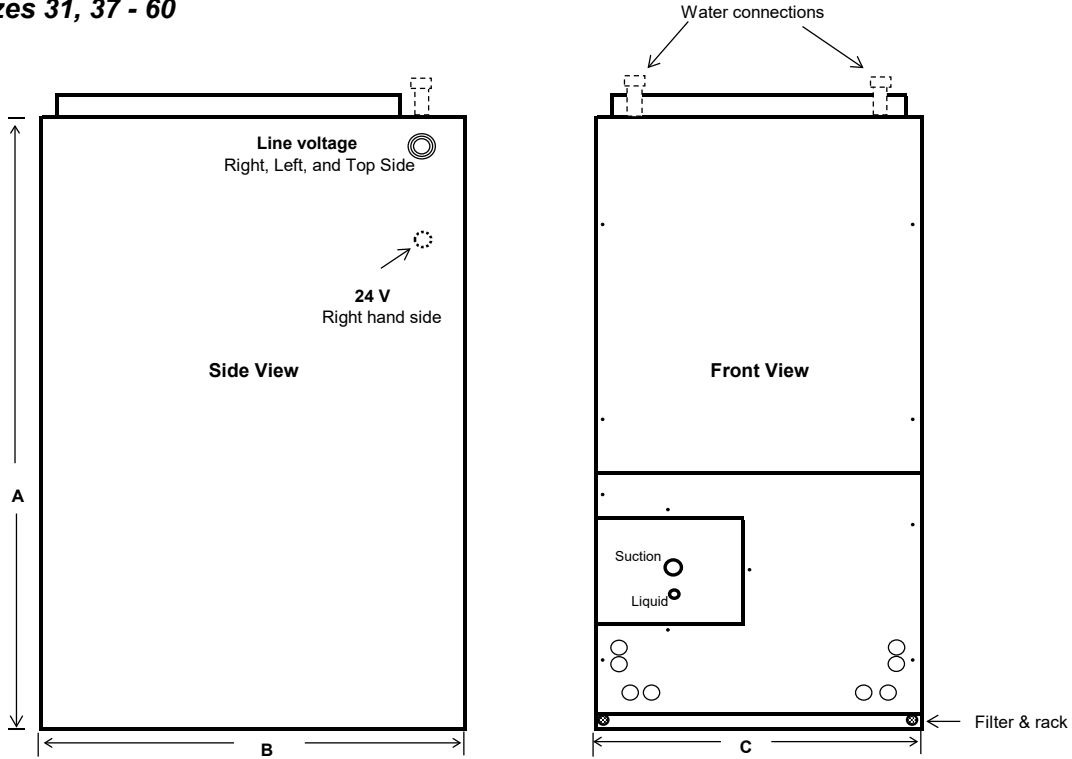 31, 37 - 60
Water connections
Line voltage
Right, Left, and Top Side
24 V
Right hand side
Side View
Front View
A
Suction
Liquid
Filter & rack
B
C